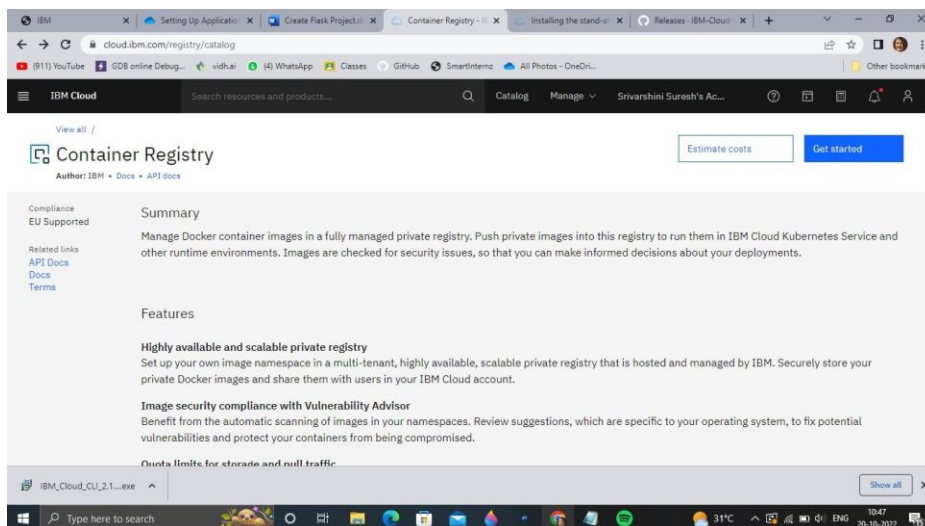 IBM
Setting Up Applicatio
Create Flask Project.d
Container Registry - I
Installing the stand-a
Releases · IBM-Cloud
cloud.ibm.com/registry/catalog
(911) YouTube
GDB online Debug...
vidh.ai
(4) WhatsApp
Classes
GitHub
SmartInternz
All Photos - OneDri...
Other bookmark
IBM Cloud
Search resources and products...
Catalog
Manage
Srivarshini Suresh's Ac...
View all /
Container Registry
Estimate costs
Get started
Author: IBM • Docs • API docs
Compliance
EU Supported
Related links
API Docs
Docs
Terms
Summary
Manage Docker container images in a fully managed private registry. Push private images into this registry to run them in IBM Cloud Kubernetes Service and
other runtime environments. Images are checked for security issues, so that you can make informed decisions about your deployments.
Features
Highly available and scalable private registry
Set up your own image namespace in a multi-tenant, highly available, scalable private registry that is hosted and managed by IBM. Securely store your
private Docker images and share them with users in your IBM Cloud account.
Image security compliance with Vulnerability Advisor
Benefit from the automatic scanning of images in your namespaces. Review suggestions, which are specific to your operating system, to fix potential
vulnerabilities and protect your containers from being compromised.
Quota limits for storage and pull traffic
IBM_Cloud_CLI_2.1....exe
Show all
Type here to search
31°C
ENG
10:47
20-10-2022